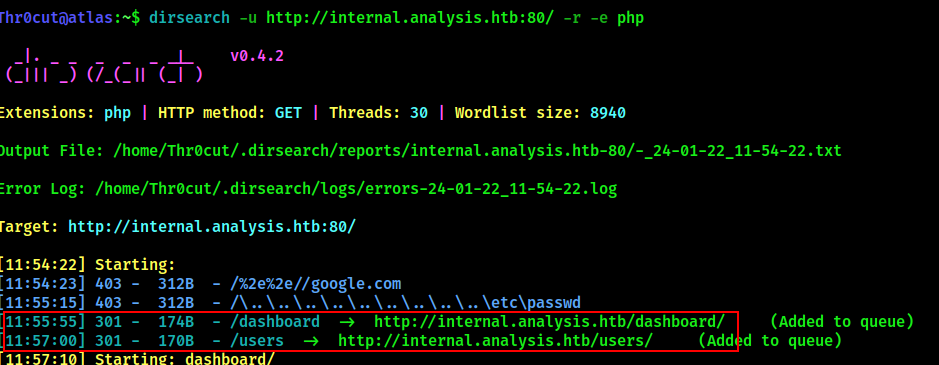 Thr0cut@atlas:~$ dirsearch -u http://internal.analysis.htb:80/ -r -e php
v0.4.2
Extensions: php | HTTP method: GET | Threads: 30 | Wordlist size: 8940
Output File: /home/Thr0cut/.dirsearch/reports/internal.analysis.htb-80/-_24-01-22_11-54-22.txt
Error Log: /home/Thr0cut/.dirsearch/logs/errors-24-01-22_11-54-22.log
Target: http://internal.analysis.htb:80/
[11:54:22] Starting:
[11:54:23] 403 -  312B  - /%2e%2e//google.com
[11:55:15] 403 -  312B  - /\..\..\..\..\..\..\..\..\..\etc\passwd
[11:55:55] 301 -  174B  - /dashboard  ->  http://internal.analysis.htb/dashboard/     (Added to queue)
[11:57:00] 301 -  170B  - /users  ->  http://internal.analysis.htb/users/     (Added to queue)
[11:57:10] Starting: dashboard/